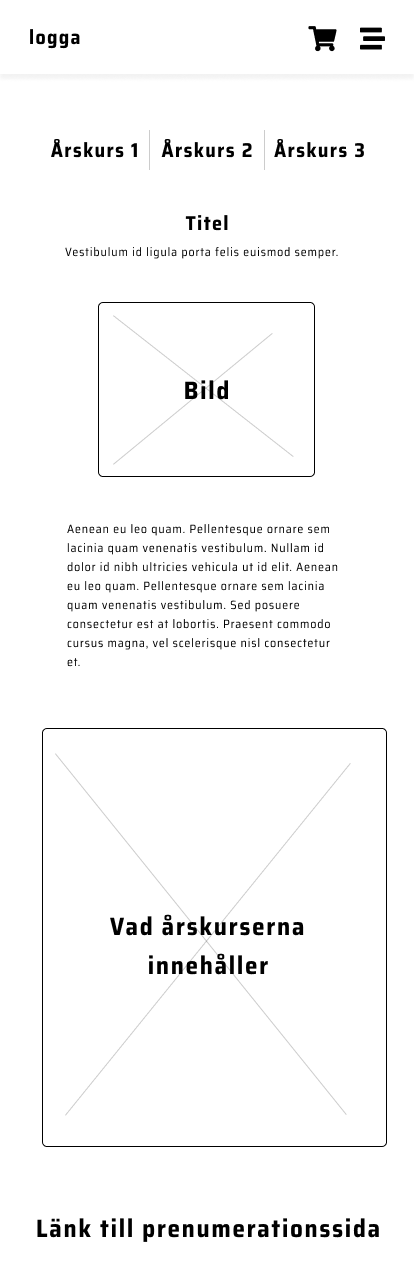 logga
Årskurs 1 Årskurs 2 Årskurs 3
Titel
Vestibulum id ligula porta felis euismod semper.
Bild
Aenean eu leo quam. Pellentesque ornare sem
lacinia quam venenatis vestibulum. Nullam id
dolor id nibh ultricies vehicula ut id elit. Aenean
eu leo quam. Pellentesque ornare sem lacinia
quam venenatis vestibulum. Sed posuere
consectetur est at lobortis. Praesent commodo
cursus magna, vel scelerisque nisl consectetur
et.
Vad årskurserna
innehåller
Länk till prenumerationssida